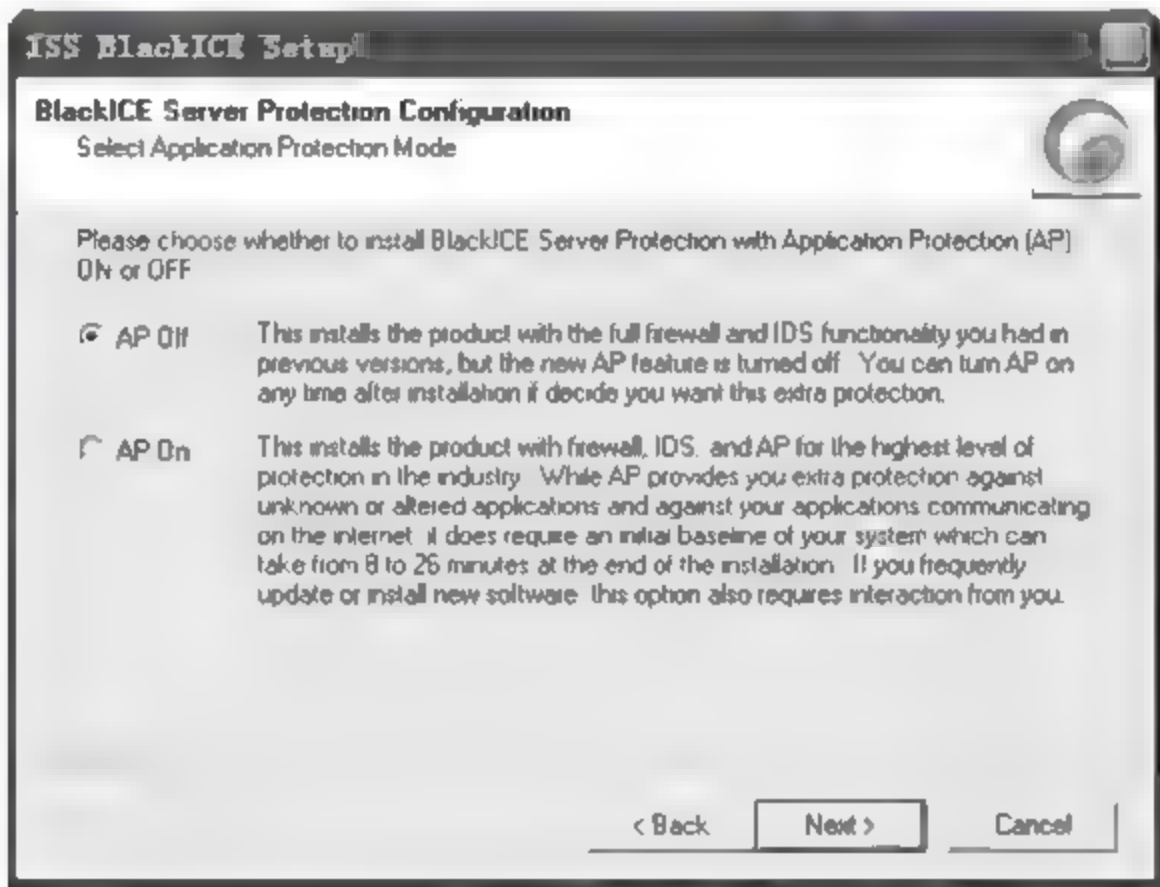 ISS BlackICE Setup
BlackICE Server Protection Configuration
Select Application Protection Mode
Please choose whether to install BlackICE Server Protection with Application Protection (AP)
ON or OFF
AP Off
This installs the product with the full firewall and IDS functionality you had in
previous versions, but the new AP feature is turned off. You can turn AP on
any time after installation if decide you want this extra protection.
AP On
This installs the product with firewall, IDS, and AP for the highest level of
protection in the industry. While AP provides you extra protection against
unknown or altered applications and against your applications communicating
on the internet, it does require an initial baseline of your system which can
take from 8 to 26 minutes at the end of the installation. If you frequently
update or install new software this option also requires interaction from you.
< Back
Next >
Cancel